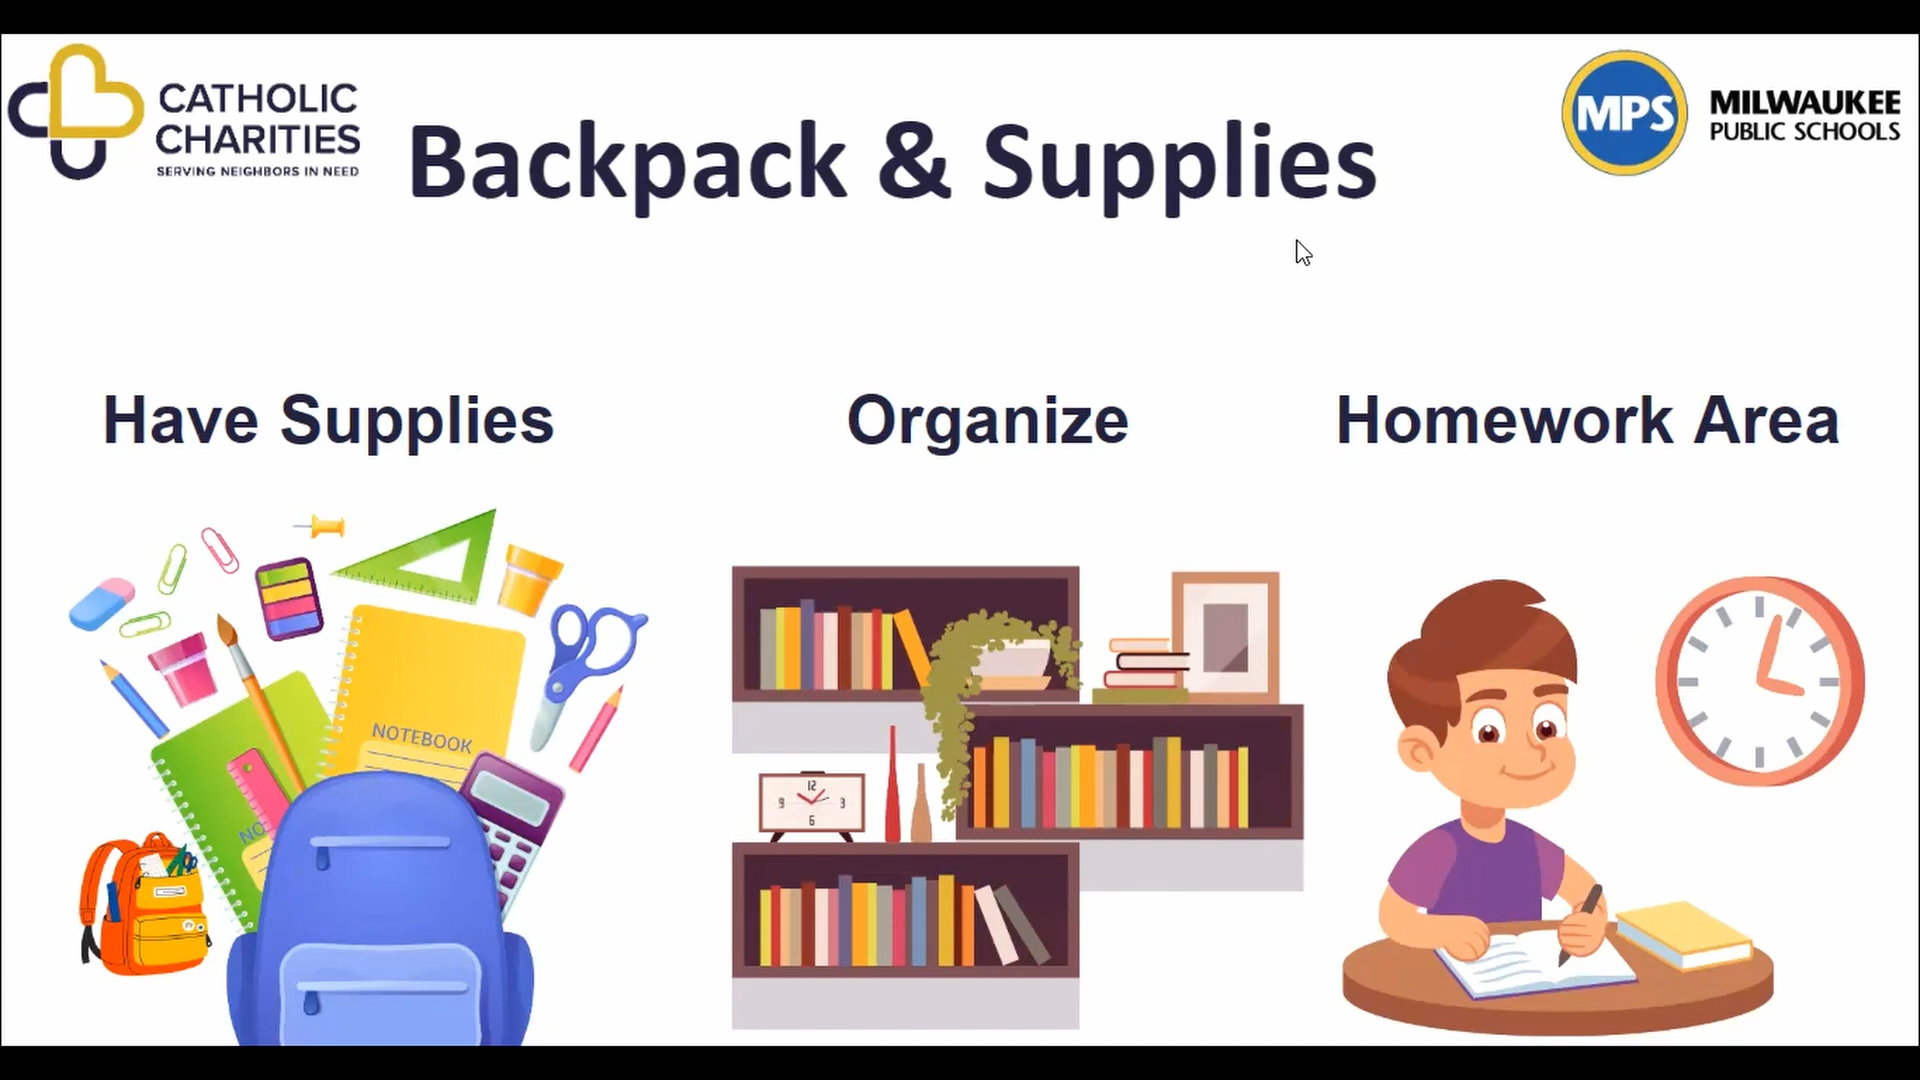 CATHOLIC
CHARITIES
SERVING NEIGHBORS IN NEED
Backpack & Supplies
MPS
MILWAUKEE
PUBLIC SCHOOLS
Have Supplies
Organize
Homework Area
NOTEBOOK
NO
12
9
3
6